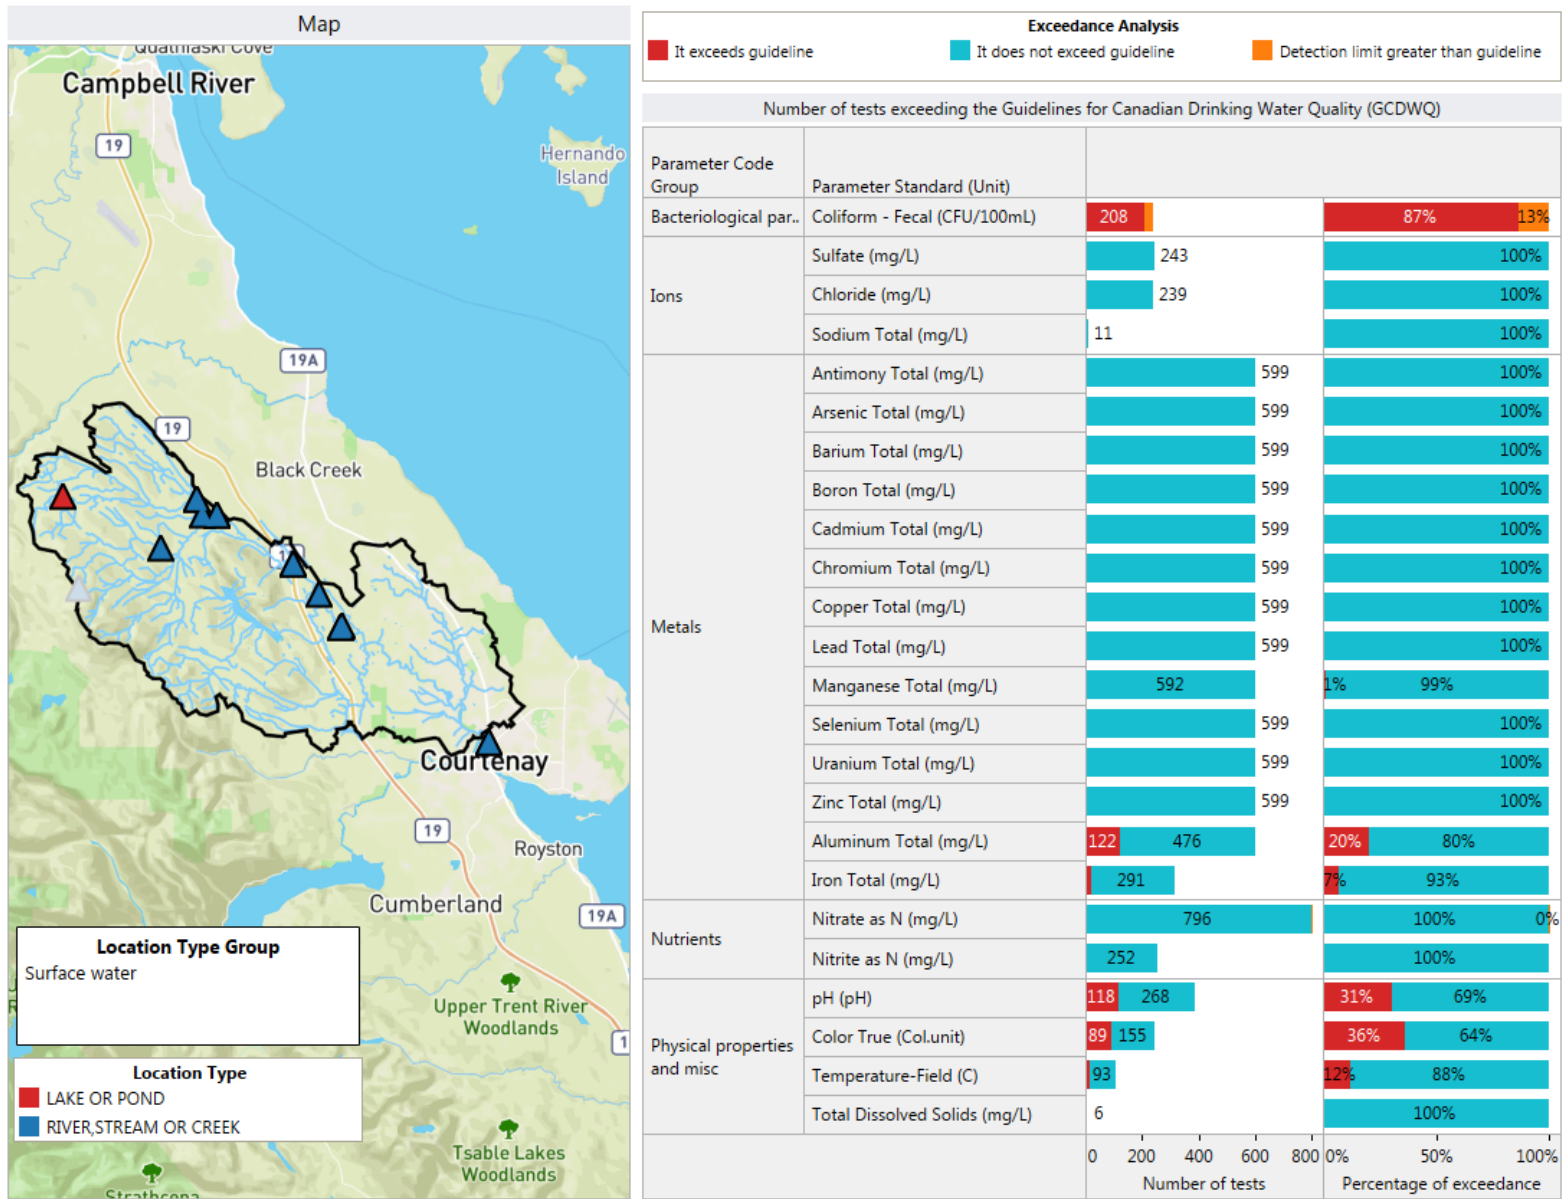 Map
Quathiaski Cove
Campbell River
19
Hernando
Island
19A
19
Black Creek
Courtenay
19
Royston
Cumberland
19A
Upper Trent River
Woodlands
1
Tsable Lakes
Woodlands
Strathcona
Location Type Group
Surface water
Location Type
LAKE OR POND
RIVER,STREAM OR CREEK
Exceedance Analysis
It exceeds guideline
It does not exceed guideline
Detection limit greater than guideline
Number of tests exceeding the Guidelines for Canadian Drinking Water Quality (GCDWQ)
Parameter Code
Group
Parameter Standard (Unit)
Bacteriological par.. Coliform - Fecal (CFU/100mL) 208 87% 13%
Ions
Sulfate (mg/L) 243 100%
Chloride (mg/L) 239 100%
Sodium Total (mg/L) 11 100%
Metals
Antimony Total (mg/L) 599 100%
Arsenic Total (mg/L) 599 100%
Barium Total (mg/L) 599 100%
Boron Total (mg/L) 599 100%
Cadmium Total (mg/L) 599 100%
Chromium Total (mg/L) 599 100%
Copper Total (mg/L) 599 100%
Lead Total (mg/L) 599 100%
Manganese Total (mg/L) 592 1% 99%
Selenium Total (mg/L) 599 100%
Uranium Total (mg/L) 599 100%
Zinc Total (mg/L) 599 100%
Aluminum Total (mg/L) 122 476 20% 80%
Iron Total (mg/L) 291 7% 93%
Nutrients
Nitrate as N (mg/L) 796 100% 0%
Nitrite as N (mg/L) 252 100%
Physical properties
and misc
pH (pH) 118 268 31% 69%
Color True (Col.unit) 89 155 36% 64%
Temperature-Field (C) 93 12% 88%
Total Dissolved Solids (mg/L) 6 100%
0 200 400 600 800 0% 50% 100%
Number of tests Percentage of exceedance